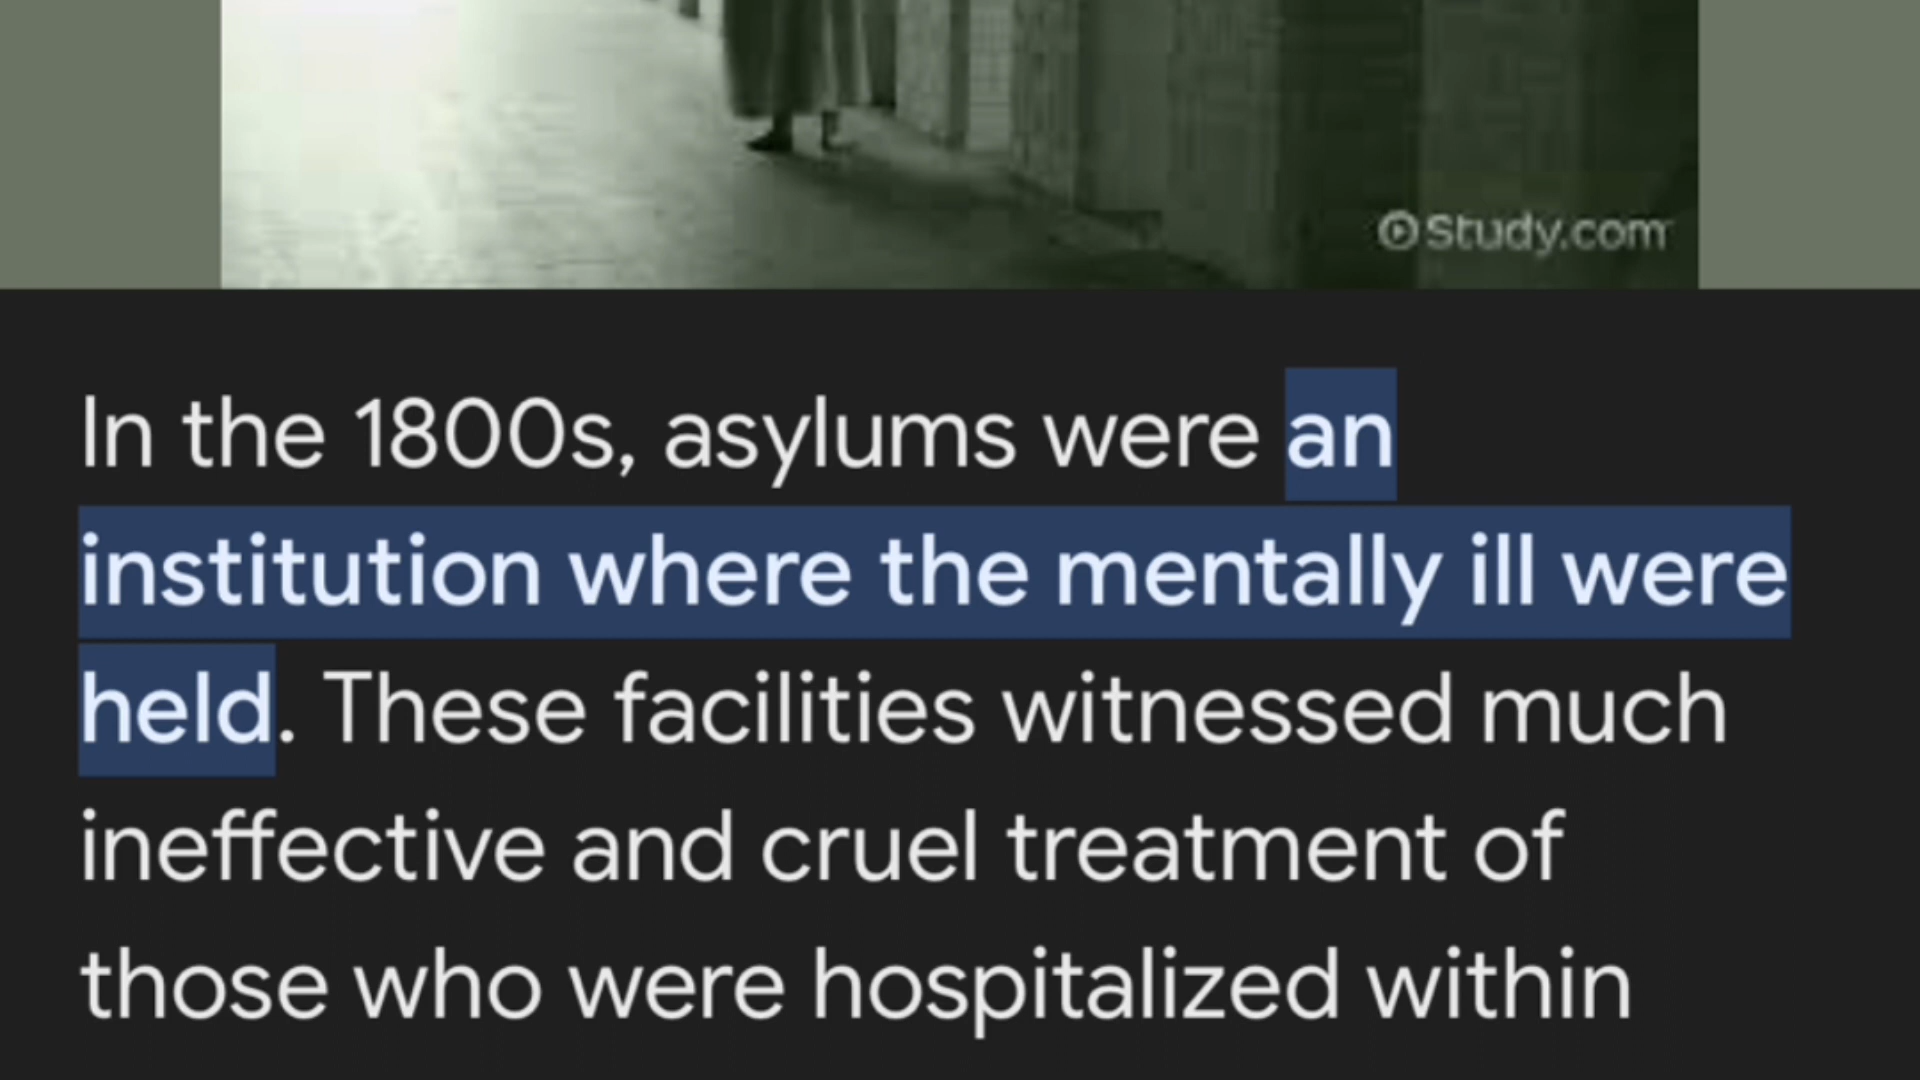 Study.com
In the 1800s, asylums were an
institution where the mentally ill were
held. These facilities witnessed much
ineffective and cruel treatment of
those who were hospitalized within